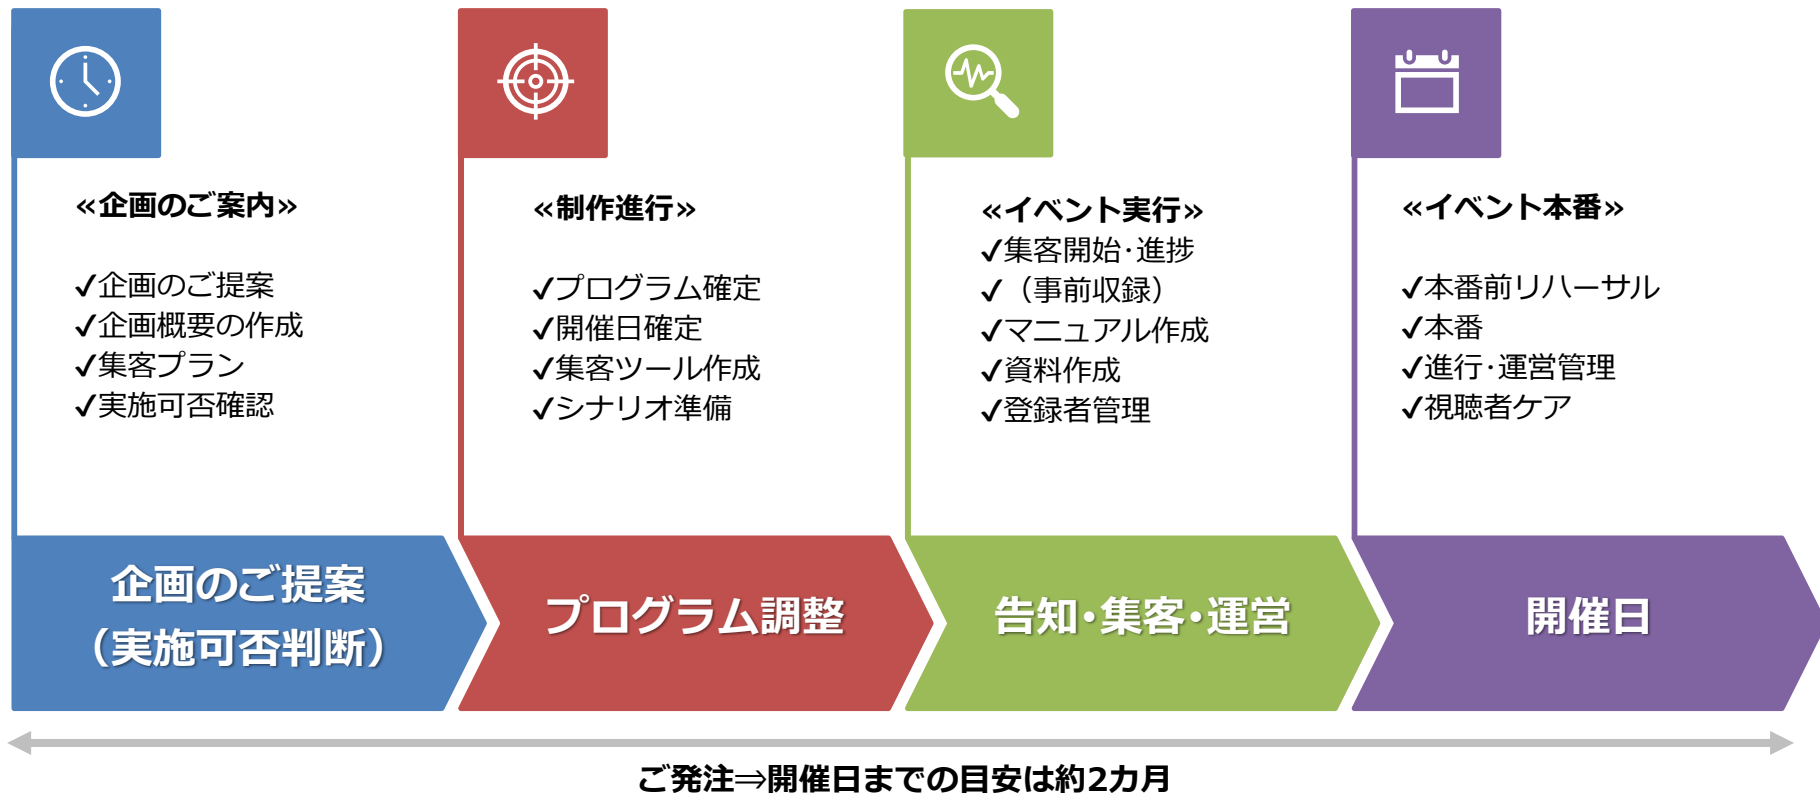 «企画のご案内»
✓企画のご提案
✓企画概要の作成
✓集客プラン
✓実施可否確認
«制作進行»
✓プログラム確定
✓開催日確定
✓集客ツール作成
✓シナリオ準備
«イベント実行»
✓集客開始･進捗
✓（事前収録）
✓マニュアル作成
✓資料作成
✓登録者管理
«イベント本番»
✓本番前リハーサル
✓本番
✓進行･運営管理
✓視聴者ケア
企画のご提案
（実施可否判断）
プログラム調整
告知･集客･運営
開催日
ご発注⇒開催日までの目安は約2カ月